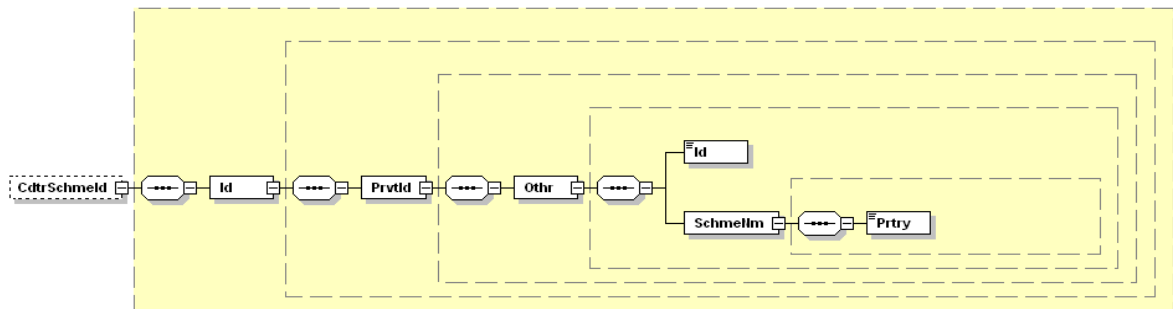 Id
CdtrSchmeId
Id
PrvtId
Othr
SchmeNm
Prtry